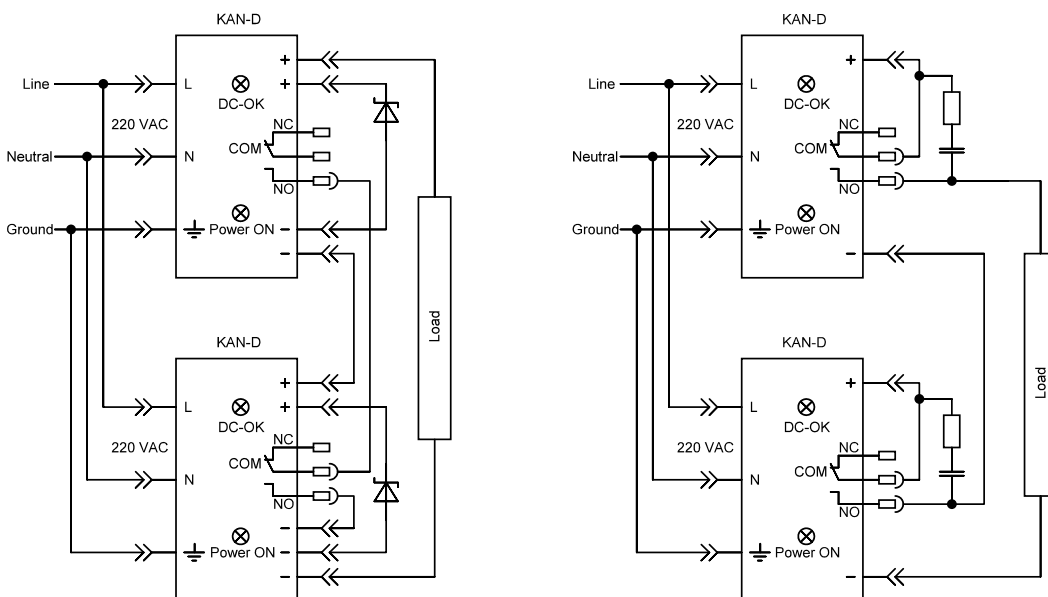 KAN-D
+
Line
L
+
DC-OK
220 VAC
NC
COM
Neutral
N
NO
Ground
Power ON
−
−
Load
KAN-D
+
L
+
DC-OK
220 VAC
NC
COM
N
NO
−
Power ON
−
−
KAN-D
+
Line
L
DC-OK
220 VAC
NC
COM
Neutral
N
NO
Ground
Power ON
−
Load
KAN-D
+
L
DC-OK
220 VAC
NC
COM
N
NO
Power ON
−